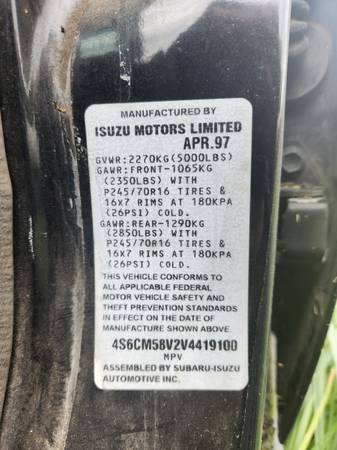 MANUFACTURED BY
ISUZU MOTORS LIMITED
APR.97
GVWR:2270KG(5000LBS)
GAWR:FRONT-1065KG
(2350LBS) WITH
P245/70R16 TIRES &
16x7 RIMS AT 180KPA
(26PSI) COLD.
GAWR:REAR-1290KG
(2850LBS) WITH
P245/70R16 TIRES &
16x7 RIMS AT 180KPA
(26PSI) COLD.
THIS VEHICLE CONFORMS TO
ALL APPLICABLE FEDERAL
MOTOR VEHICLE SAFETY AND
THEFT PREVENTION STANDARDS
IN EFFECT ON THE DATE OF
MANUFACTURE SHOWN ABOVE.
4S6CM58V2V4419100
MPV
ASSEMBLED BY SUBARU-ISUZU
AUTOMOTIVE INC.